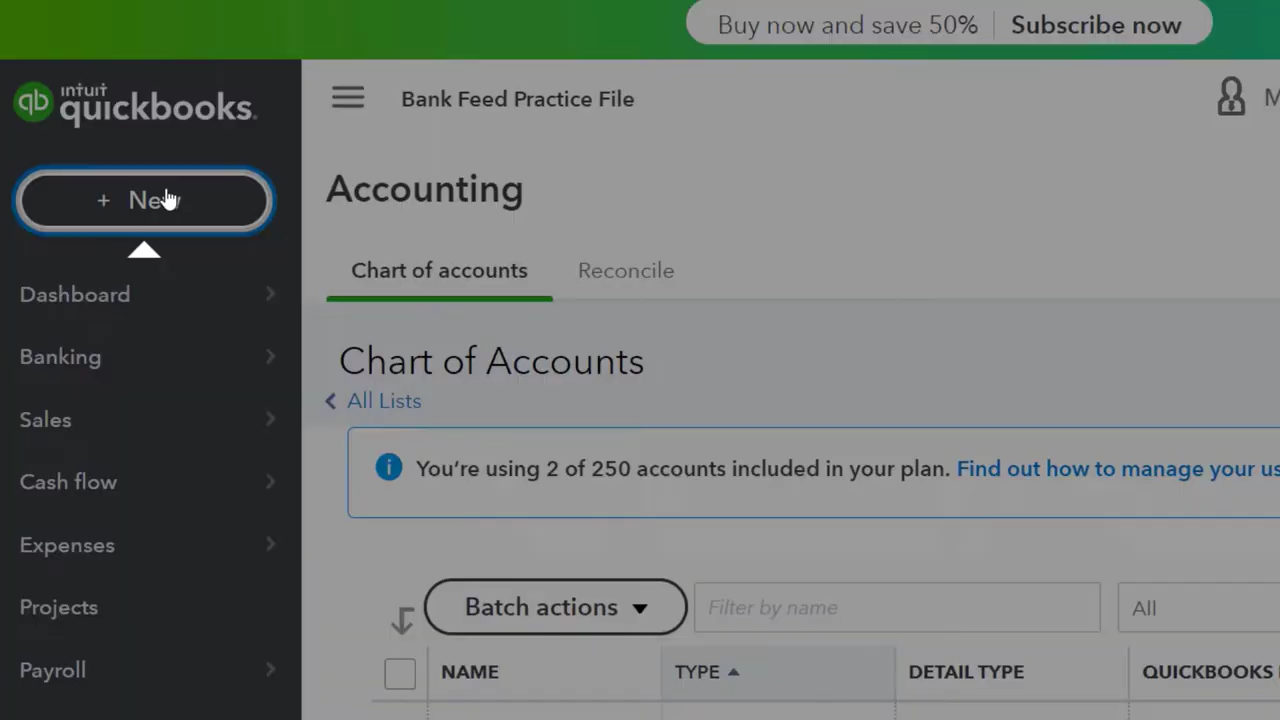 Buy now and save 50% Subscribe now
intuit
quickbooks.
Bank Feed Practice File
+ New
Accounting
Chart of accounts Reconcile
Dashboard
Banking
Sales
Cash flow
Expenses
Projects
Payroll
Chart of Accounts
All Lists
You're using 2 of 250 accounts included in your plan. Find out how to manage your
Batch actions
Filter by name
All
NAME TYPE DETAIL TYPE QUICKBOOKS